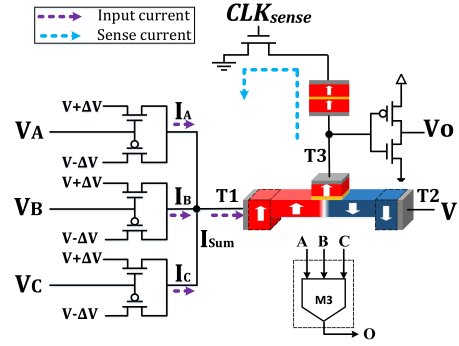 Input current
Sense current
CLKsense
V+ΔV
VA
IA
V-ΔV
V+ΔV
VB
IB
V-ΔV
V+ΔV
VC
IC
V-ΔV
ISum
T1
T3
T2
V
Vo
A B C
M3
O